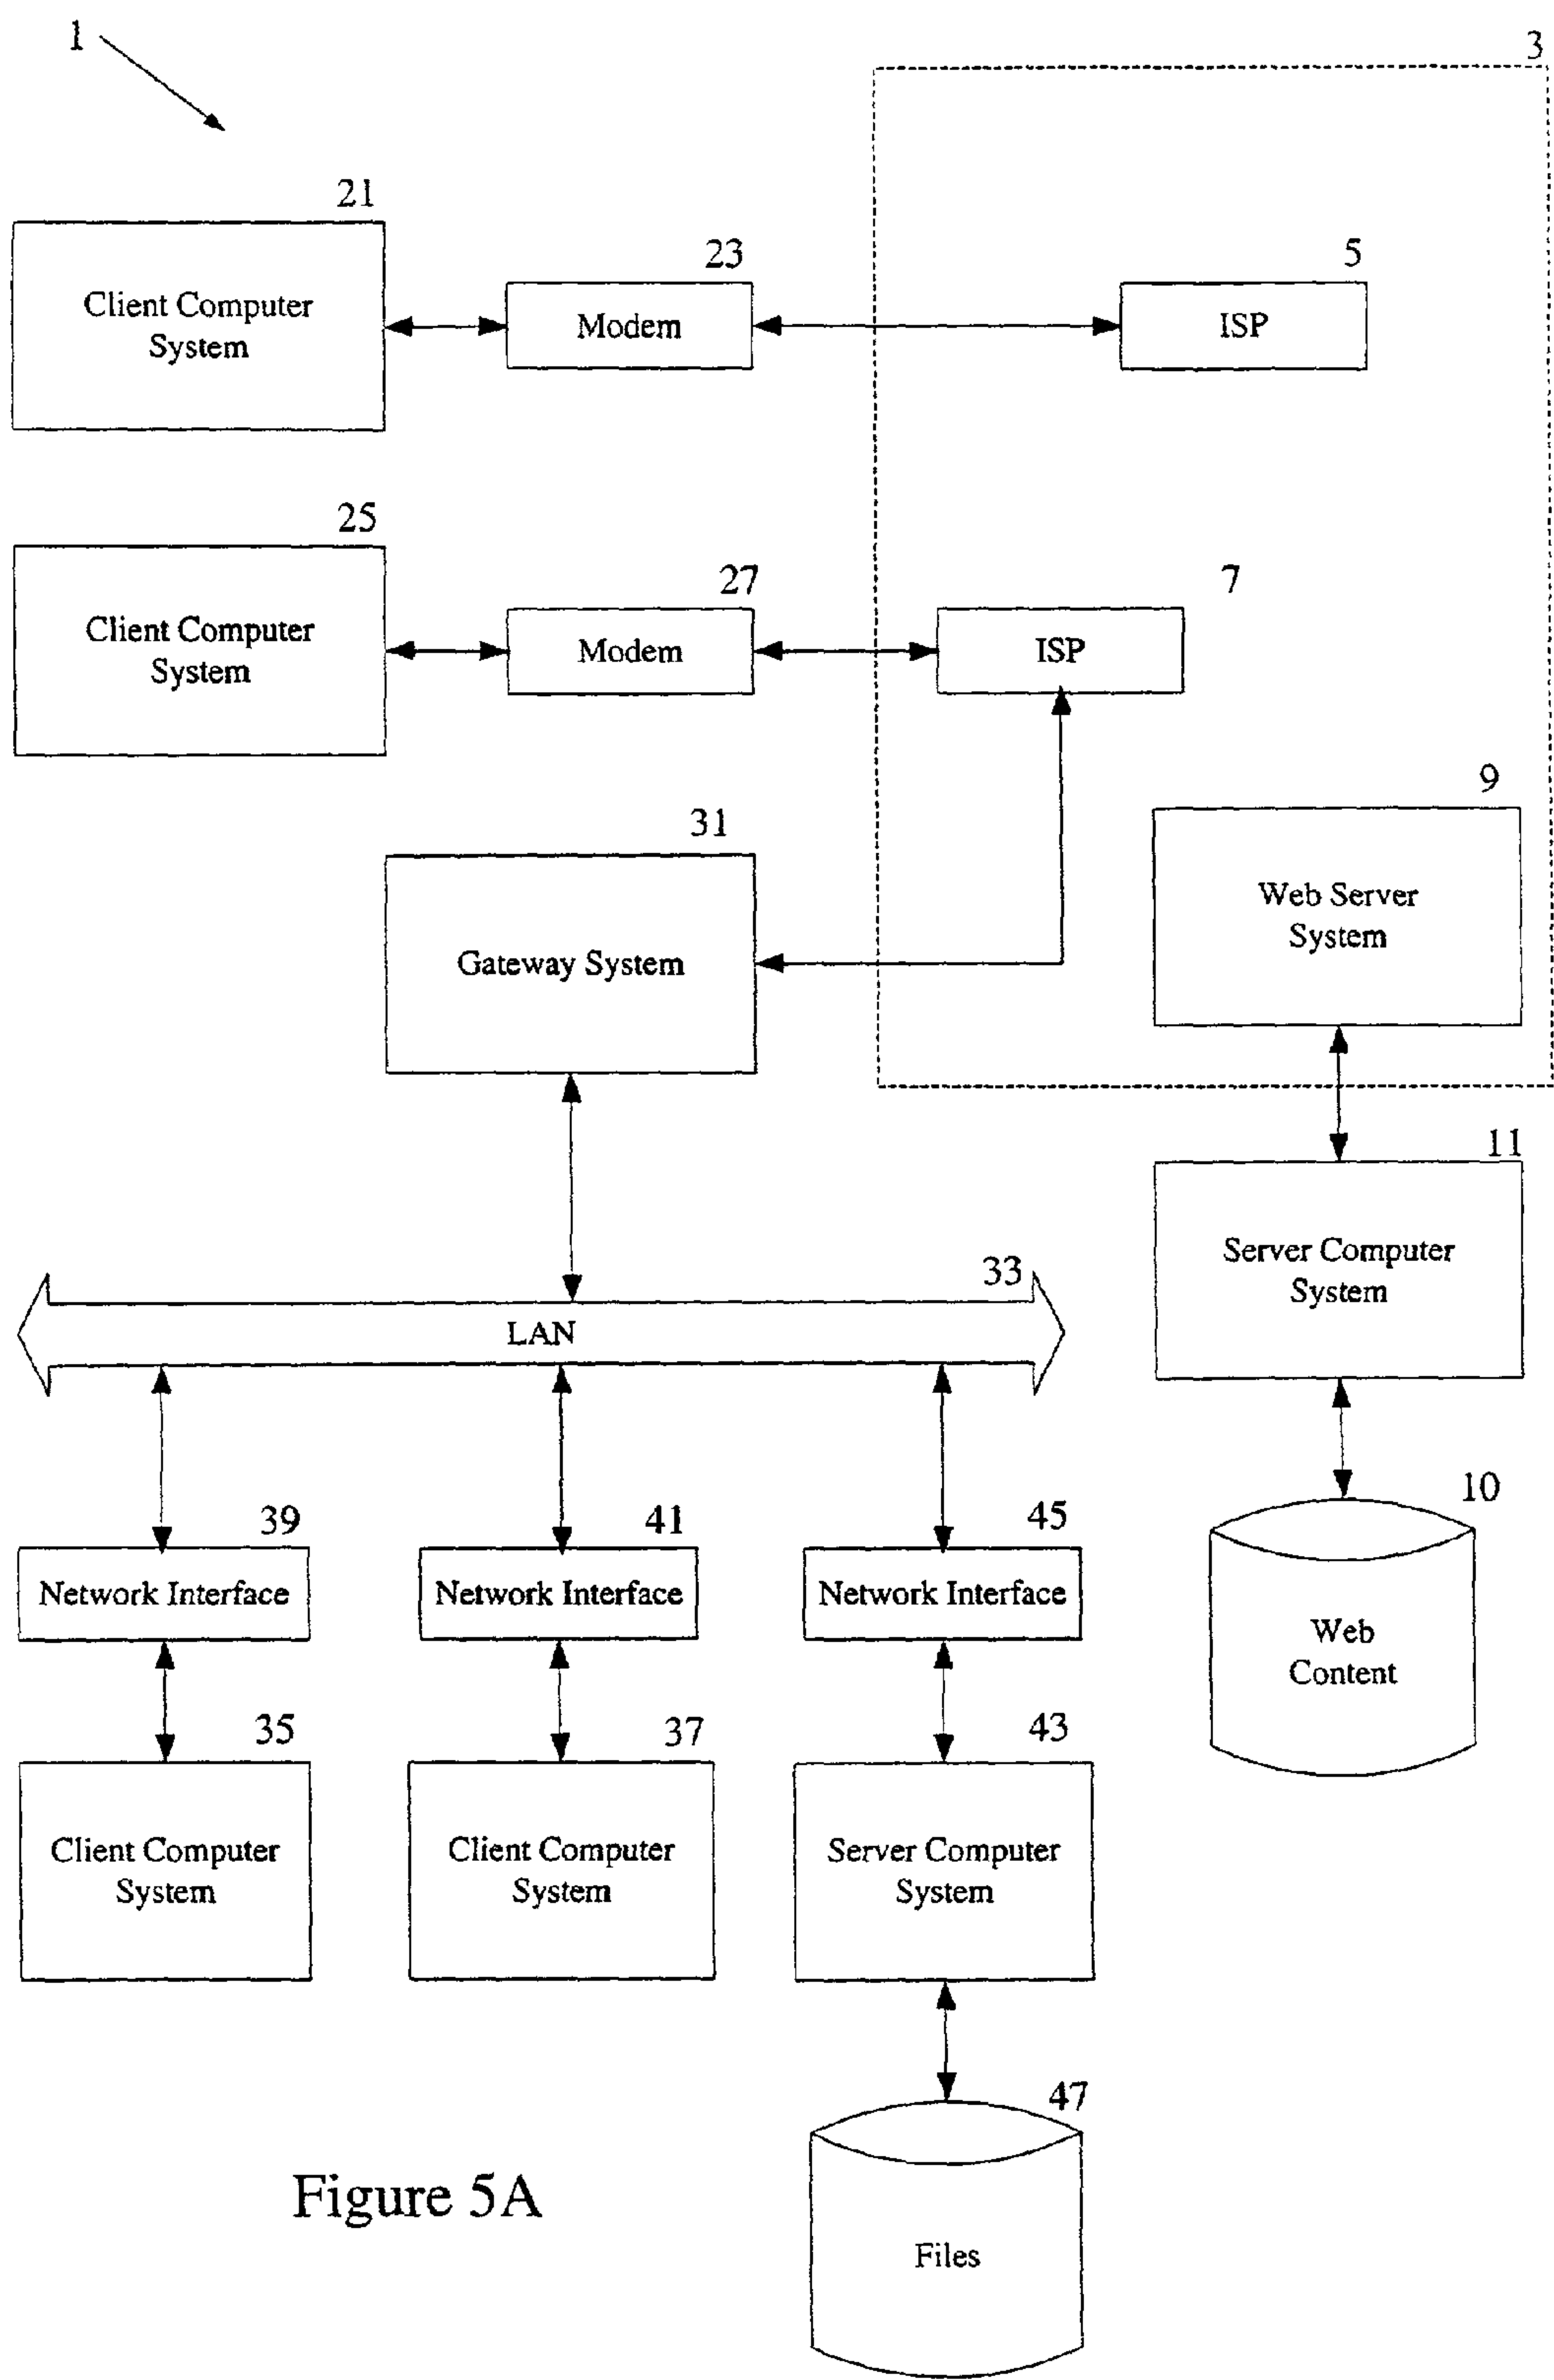 1
3
21
Client Computer
System
23
Modem
5
ISP
25
Client Computer
System
27
Modem
7
ISP
31
Gateway System
9
Web Server
System
11
Server Computer
System
33
LAN
10
Web
Content
39
Network Interface
41
Network Interface
45
Network Interface
35
Client Computer
System
37
Client Computer
System
43
Server Computer
System
47
Files
Figure 5A